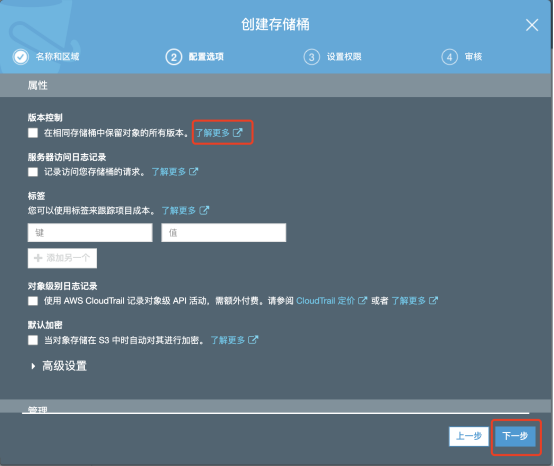 创建存储桶
名称和区域 2 配置选项 3 设置权限 4 审核
属性
版本控制
在相同存储桶中保留对象的所有版本。 了解更多
服务器访问日志记录
记录访问您存储桶的请求。 了解更多
标签
您可以使用标签来跟踪项目成本。 了解更多
键 值
添加另一个
对象级别日志记录
使用 AWS CloudTrail 记录对象级 API 活动，需额外付费。请参阅 CloudTrail 定价 或者 了解更多
默认加密
当对象存储在 S3 中时自动对其进行加密。 了解更多
高级设置
管理
上一步 下一步